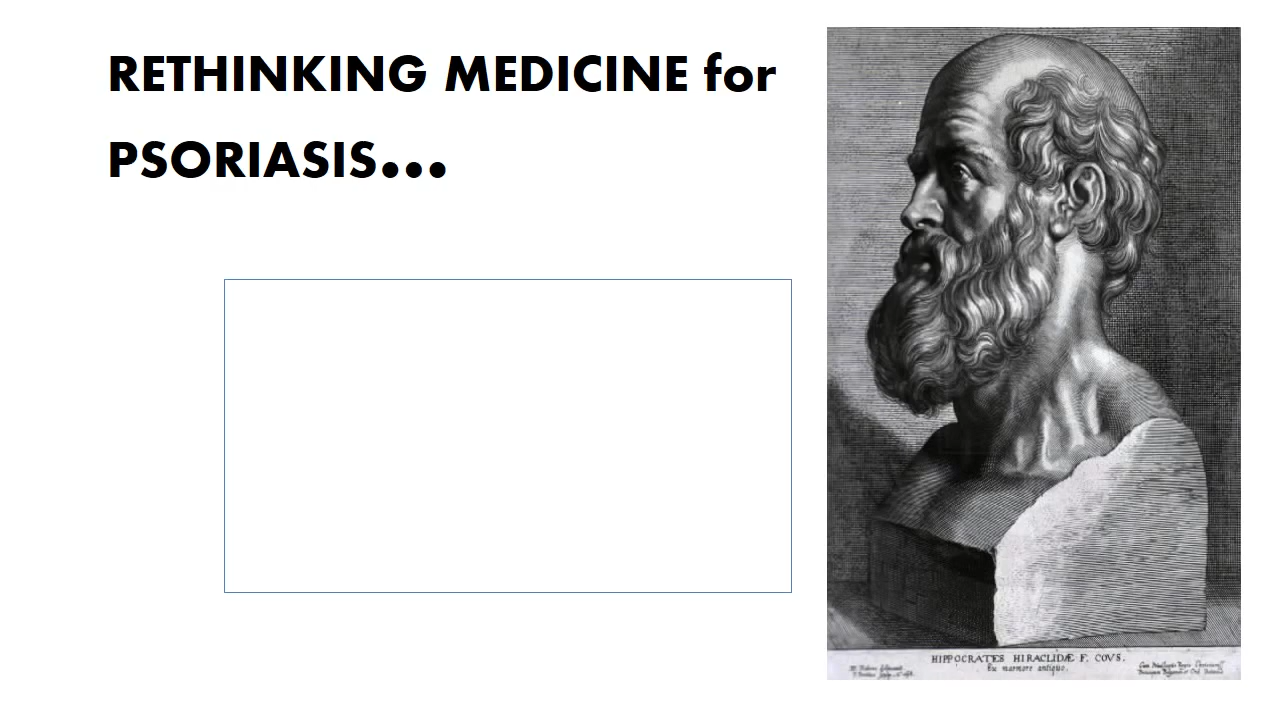 RETHINKING MEDICINE for
PSORIASIS...
HIPPOCRATES HIRACLIDÆ F. COVS.
Ex marmore antiquo.